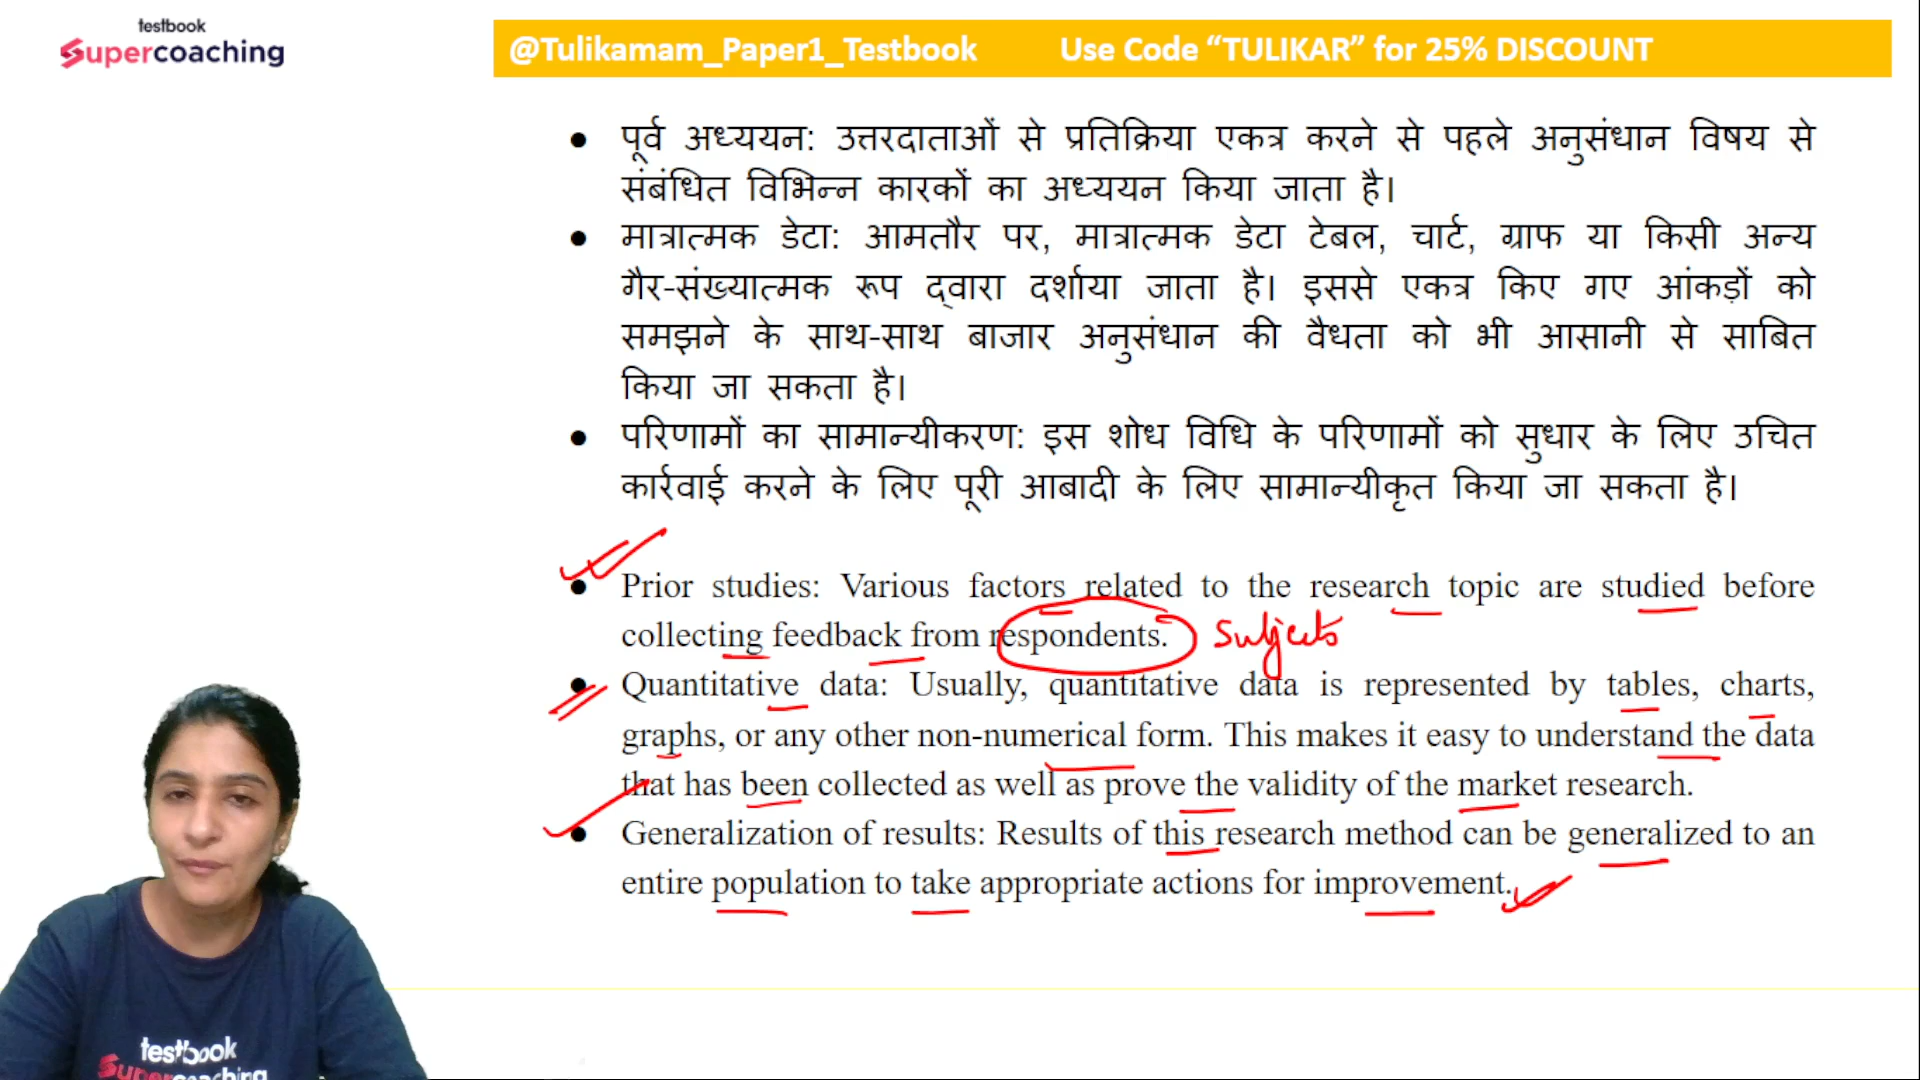 testbook
Supercoaching
@Tulikamam_Paper1_Testbook Use Code “TULIKAR” for 25% DISCOUNT
● पूर्व अध्ययन: उत्तरदाताओं से प्रतिक्रिया एकत्र करने से पहले अनुसंधान विषय से
संबंधित विभिन्न कारकों का अध्ययन किया जाता है।
● मात्रात्मक डेटा: आमतौर पर, मात्रात्मक डेटा टेबल, चार्ट, ग्राफ या किसी अन्य
गैर-संख्यात्मक रूप द्वारा दर्शाया जाता है। इससे एकत्र किए गए आंकड़ों को
समझने के साथ-साथ बाजार अनुसंधान की वैधता को भी आसानी से साबित
किया जा सकता है।
● परिणामों का सामान्यीकरण: इस शोध विधि के परिणामों को सुधार के लिए उचित
कार्रवाई करने के लिए पूरी आबादी के लिए सामान्यीकृत किया जा सकता है।
● Prior studies: Various factors related to the research topic are studied before
collecting feedback from respondents. Subjects
● Quantitative data: Usually, quantitative data is represented by tables, charts,
graphs, or any other non-numerical form. This makes it easy to understand the data
that has been collected as well as prove the validity of the market research.
● Generalization of results: Results of this research method can be generalized to an
entire population to take appropriate actions for improvement.
testbook
Supercoaching